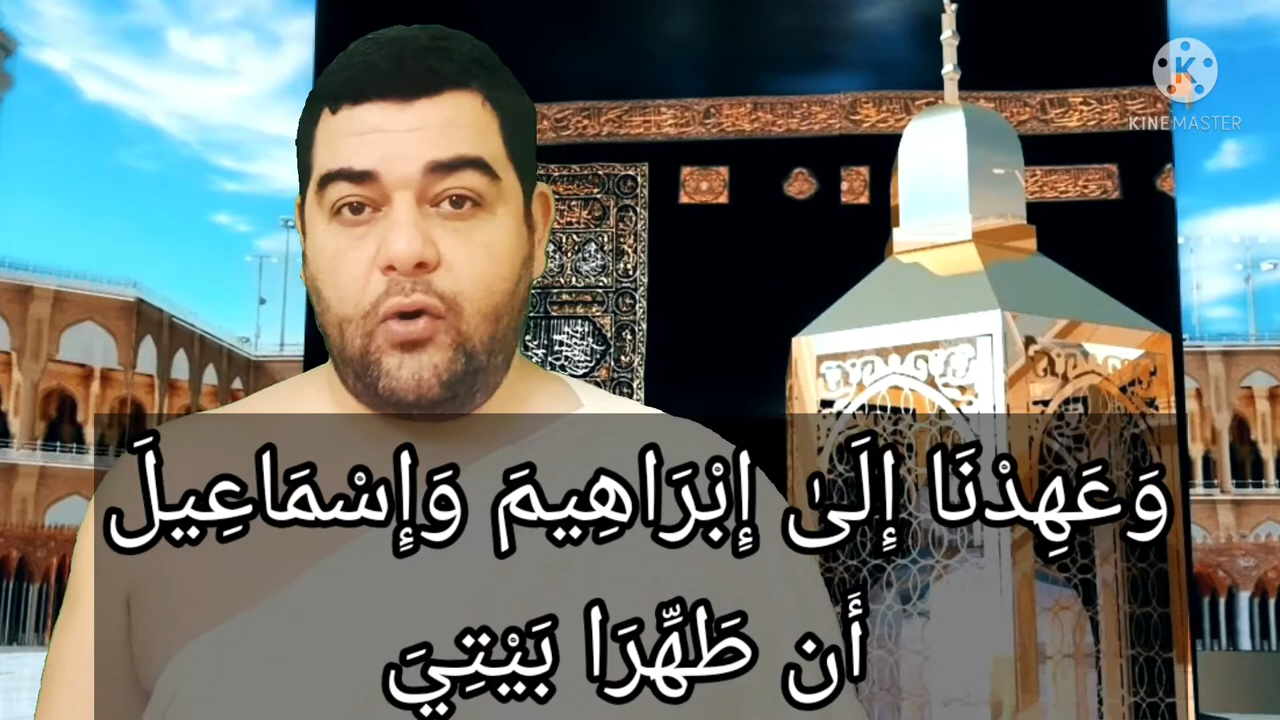 K
KINEMASTER
وَعَهِدْنَا إِلَىٰ إِبْرَاهِيمَ وَإِسْمَاعِيلَ
أَن طَهِّرَا بَيْتِيَ